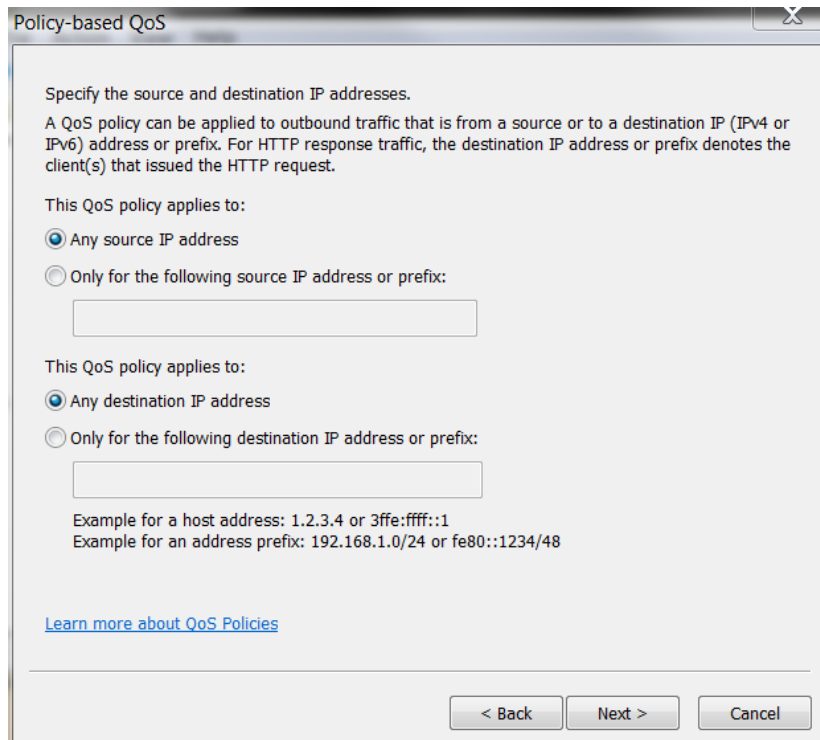 Policy-based QoS
Specify the source and destination IP addresses.
A QoS policy can be applied to outbound traffic that is from a source or to a destination IP (IPv4 or
IPv6) address or prefix. For HTTP response traffic, the destination IP address or prefix denotes the
client(s) that issued the HTTP request.
This QoS policy applies to:
Any source IP address
Only for the following source IP address or prefix:
This QoS policy applies to:
Any destination IP address
Only for the following destination IP address or prefix:
Example for a host address: 1.2.3.4 or 3ffe:ffff::1
Example for an address prefix: 192.168.1.0/24 or fe80::1234/48
Learn more about QoS Policies
< Back Next > Cancel